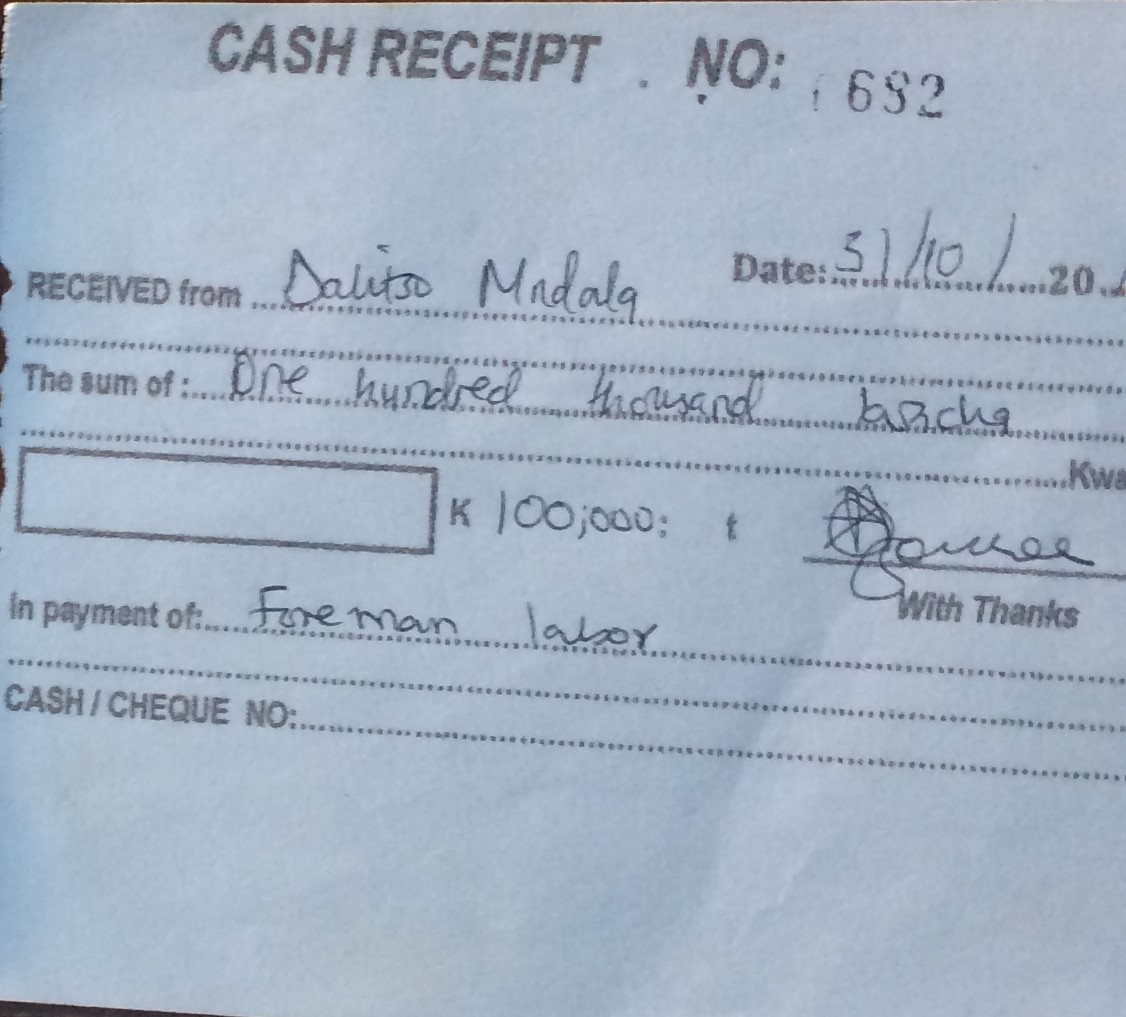 CASH RECEIPT . NO: 682
Date: 31/10/ 20
RECEIVED from Dalitso Mndala
The sum of: One hundred thousand
Kwa
K 100,000:
With Thanks
In payment of: Foreman labor
CASH / CHEQUE NO: